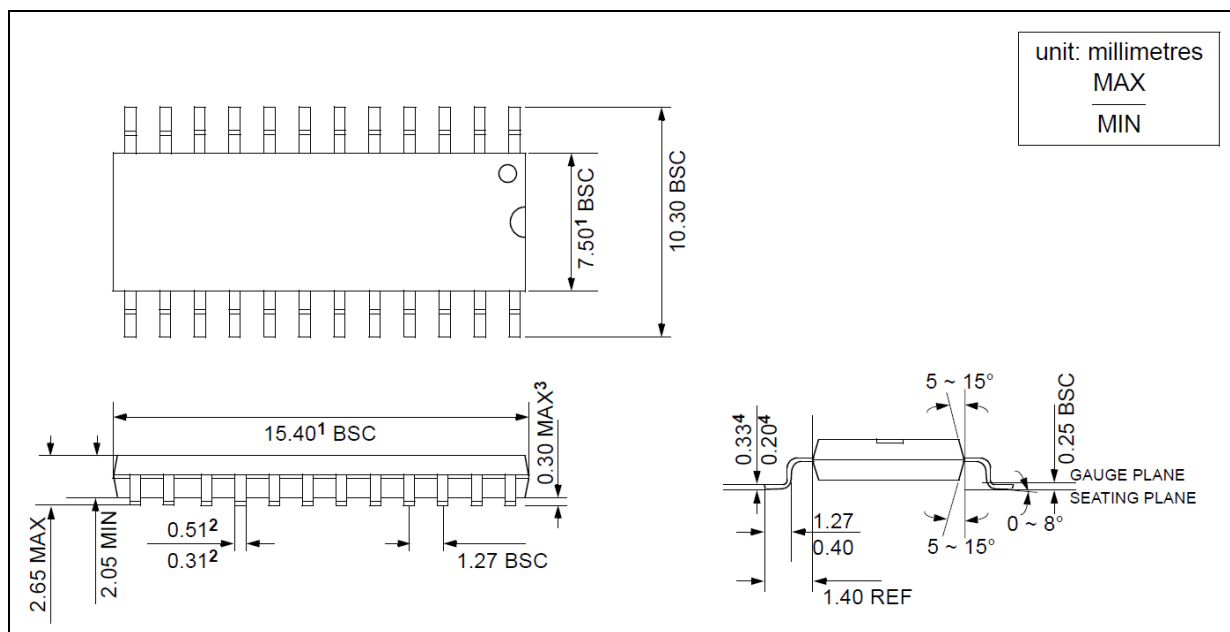 unit: millimetres
MAX
MIN
7.50¹ BSC
10.30 BSC
15.40¹ BSC
0.30 MAX³
2.65 MAX
2.05 MIN
0.51²
0.31²
1.27 BSC
5 ~ 15°
0.33⁴
0.20⁴
0.25 BSC
GAUGE PLANE
SEATING PLANE
0 ~ 8°
1.27
0.40
5 ~ 15°
1.40 REF